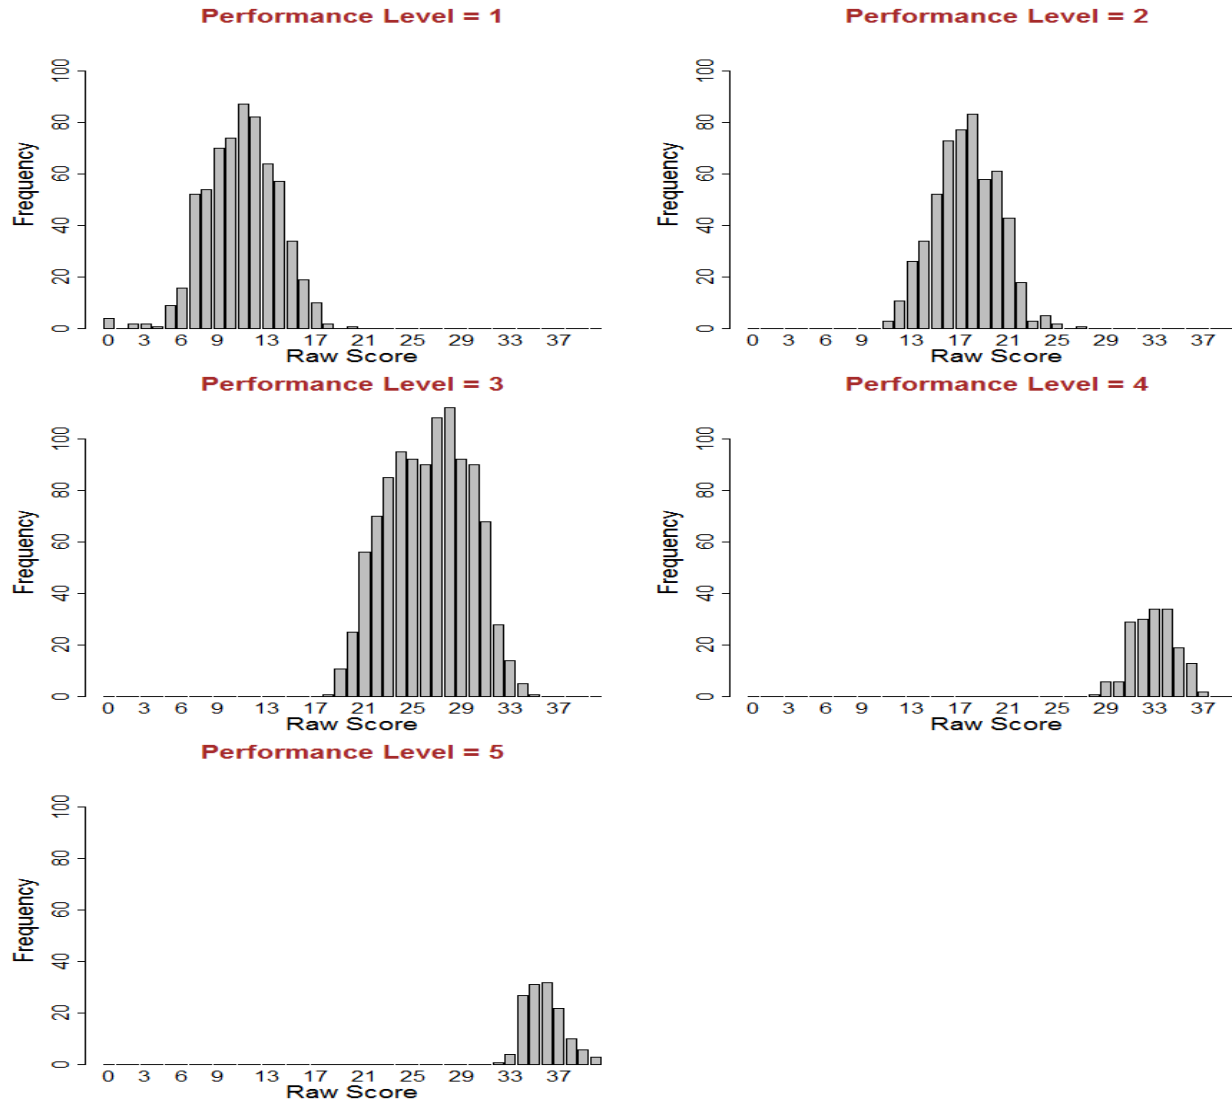 Performance Level = 1
Frequency
0 20 40 60 80 100
0 3 6 9 13 17 21 25 29 33 37
Raw Score
Performance Level = 2
Frequency
0 20 40 60 80 100
0 3 6 9 13 17 21 25 29 33 37
Raw Score
Performance Level = 3
Frequency
0 20 40 60 80 100
0 3 6 9 13 17 21 25 29 33 37
Raw Score
Performance Level = 4
Frequency
0 20 40 60 80 100
0 3 6 9 13 17 21 25 29 33 37
Raw Score
Performance Level = 5
Frequency
0 20 40 60 80 100
0 3 6 9 13 17 21 25 29 33 37
Raw Score